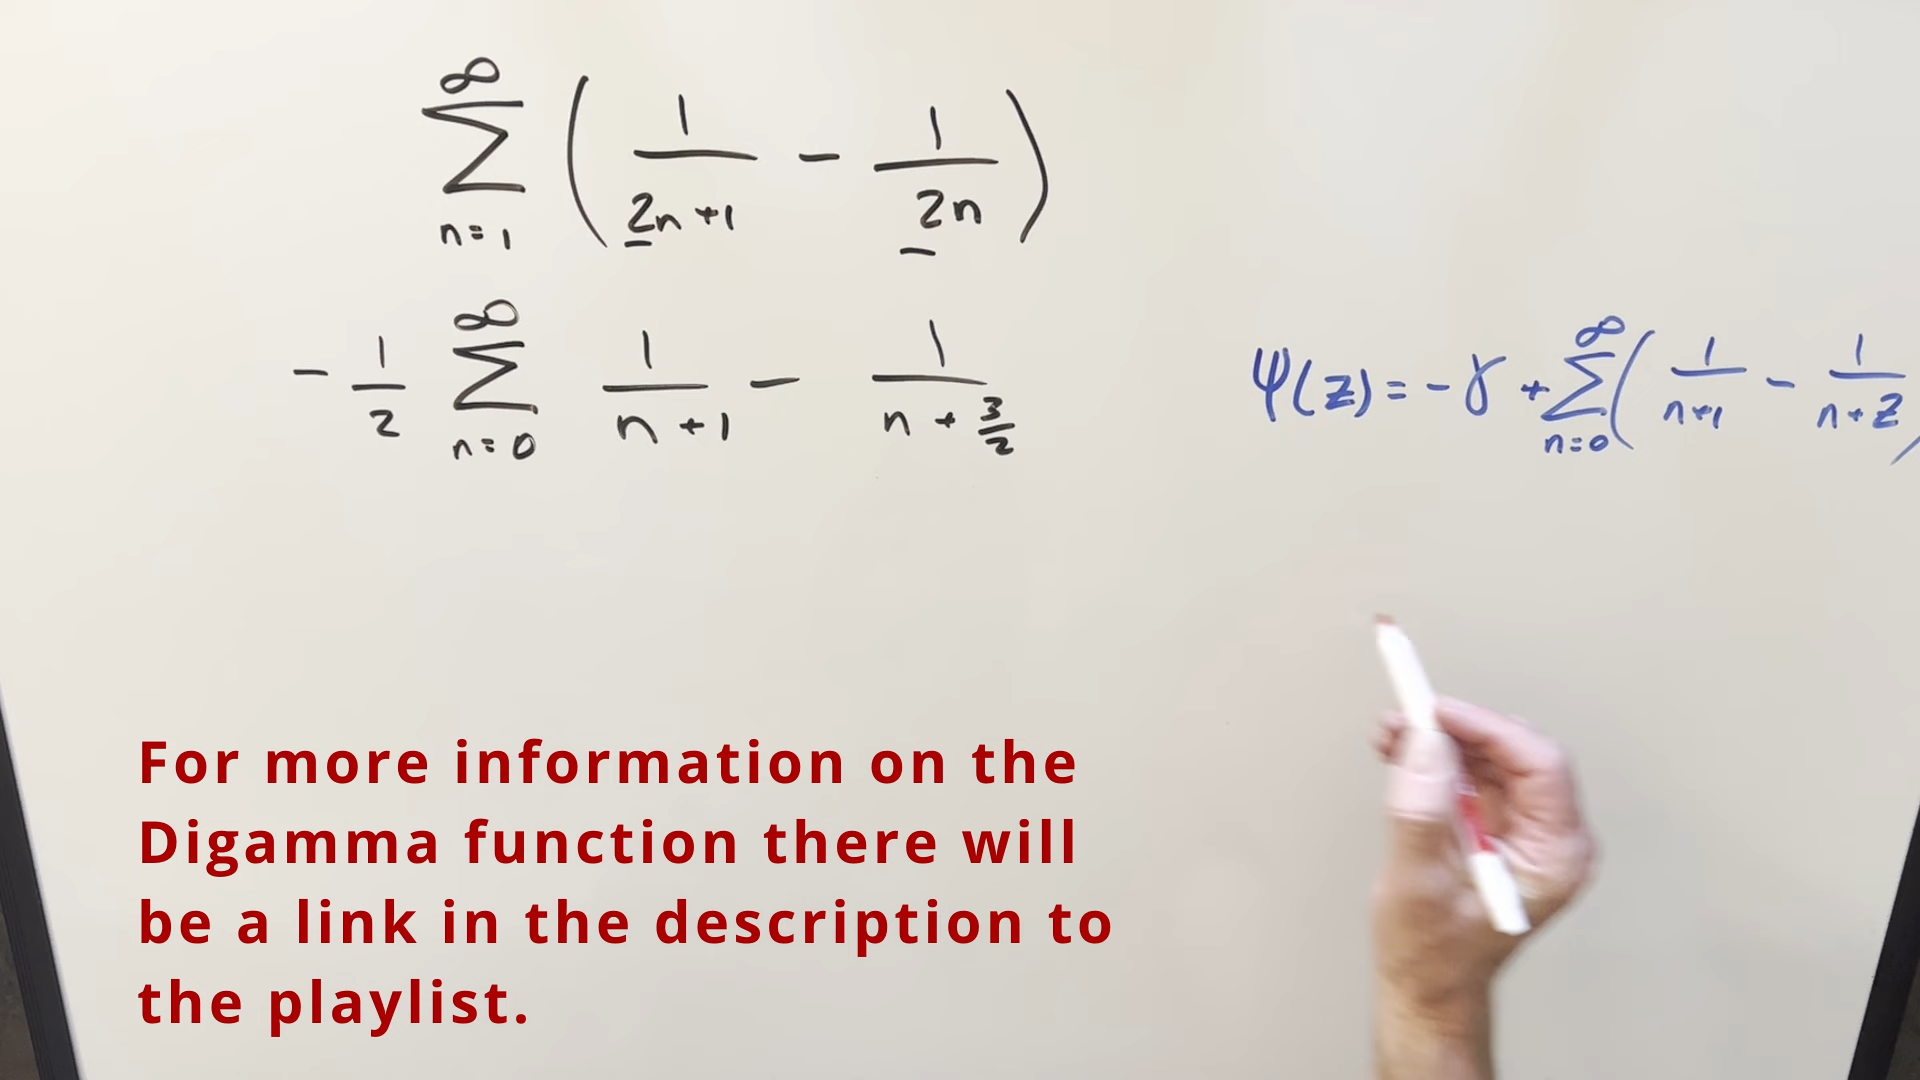 ∞
∑ ( 1/(2n+1) - 1/(2n) )
n=1
∞
- 1/2 ∑ 1/(n+1) - 1/(n+3/2)
n=0
∞
Ψ(z) = -γ + ∑ ( 1/(n+1) - 1/(n+z) )
n=0
For more information on the
Digamma function there will
be a link in the description to
the playlist.